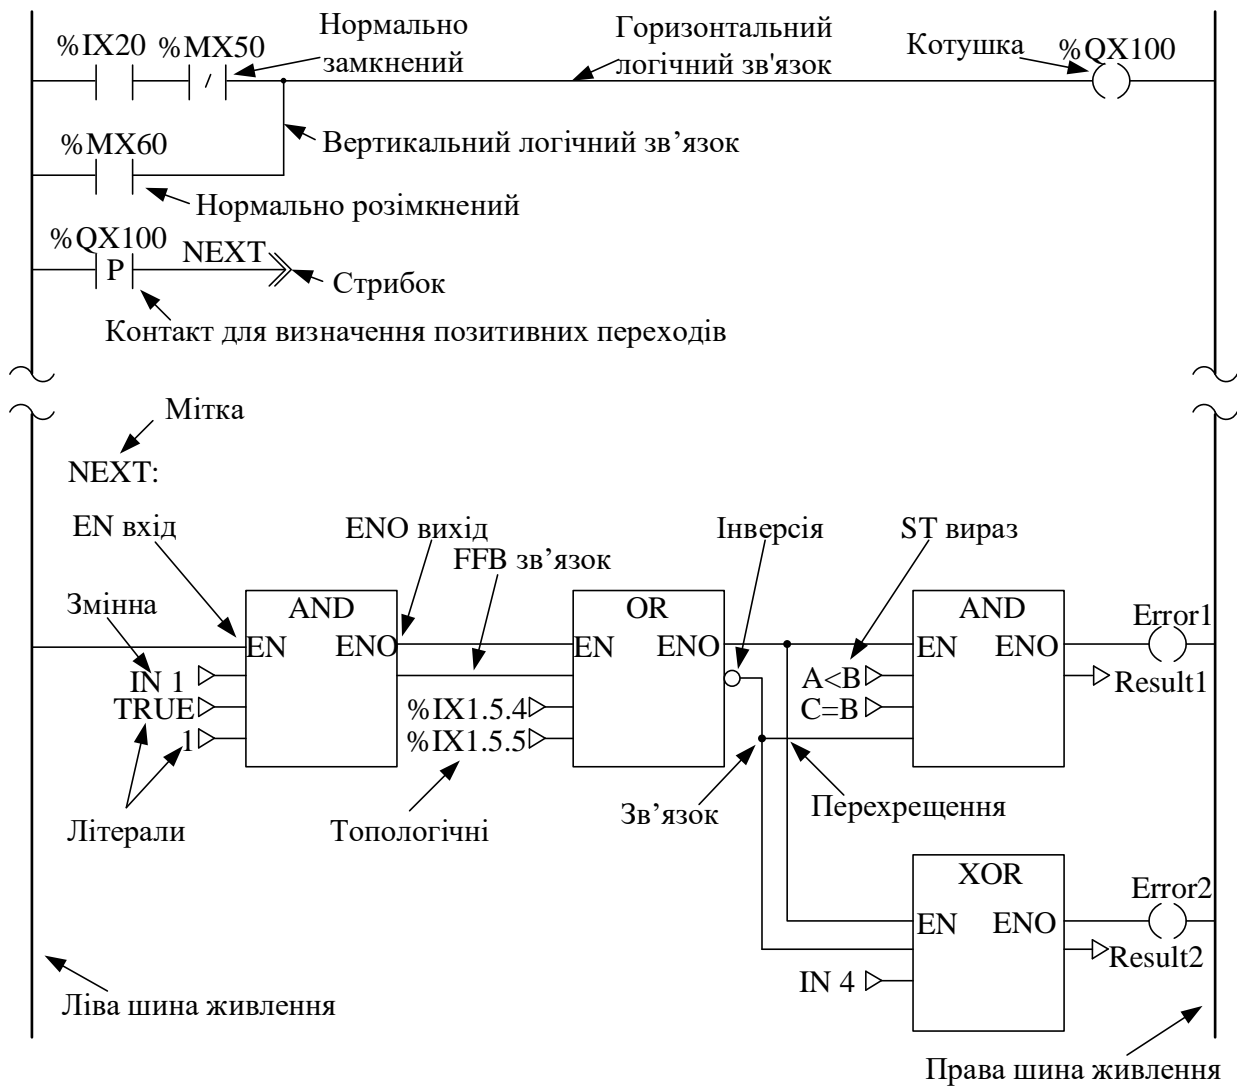 Нормально
замкнений
Горизонтальний
логічний зв'язок
Котушка
%IX20
%MX50
/
%QX100
%MX60
Вертикальний логічний зв’язок
Нормально розімкнений
%QX100
P
NEXT
Стрибок
Контакт для визначення позитивних переходів
Мітка
NEXT:
EN вхід
ENO вихід
FFB зв’язок
Інверсія
ST вираз
Змінна
AND
EN
ENO
IN 1
TRUE
1
OR
EN
ENO
%IX1.5.4
%IX1.5.5
AND
EN
ENO
A<B
C=B
Error1
Result1
Літерали
Топологічні
Зв’язок
Перехрещення
XOR
EN
ENO
IN 4
Error2
Result2
Ліва шина живлення
Права шина живлення